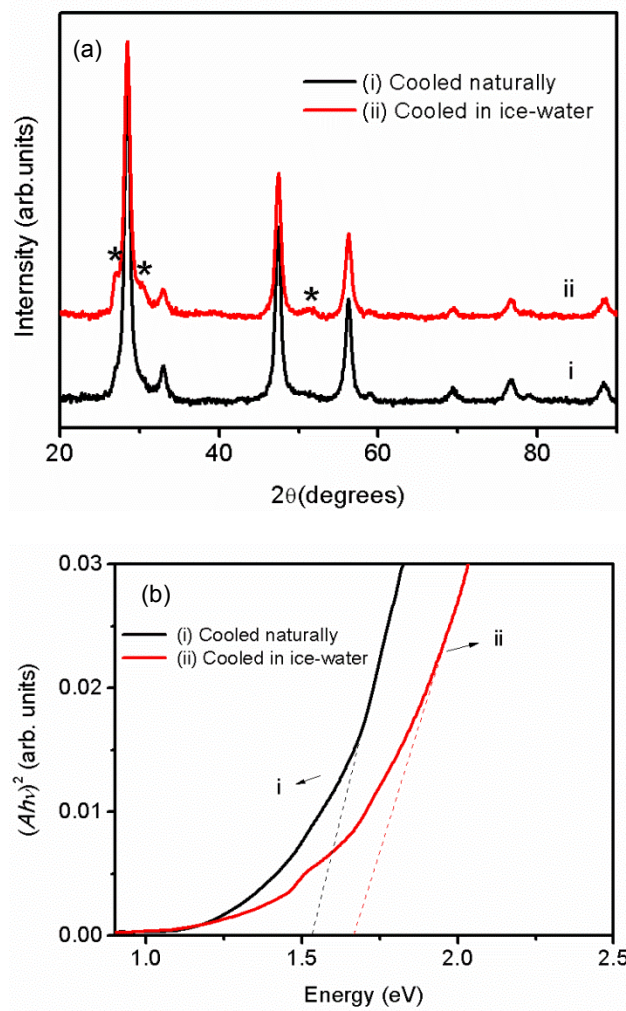 (a)
(i) Cooled naturally
(ii) Cooled in ice-water
*
*
*
ii
i
Internsity (arb.units)
20 40 60 80
2θ(degrees)
(b)
(i) Cooled naturally
(ii) Cooled in ice-water
ii
i
(Ahν)²  (arb. units)
0.03
0.02
0.01
0.00
1.0 1.5 2.0 2.5
Energy (eV)